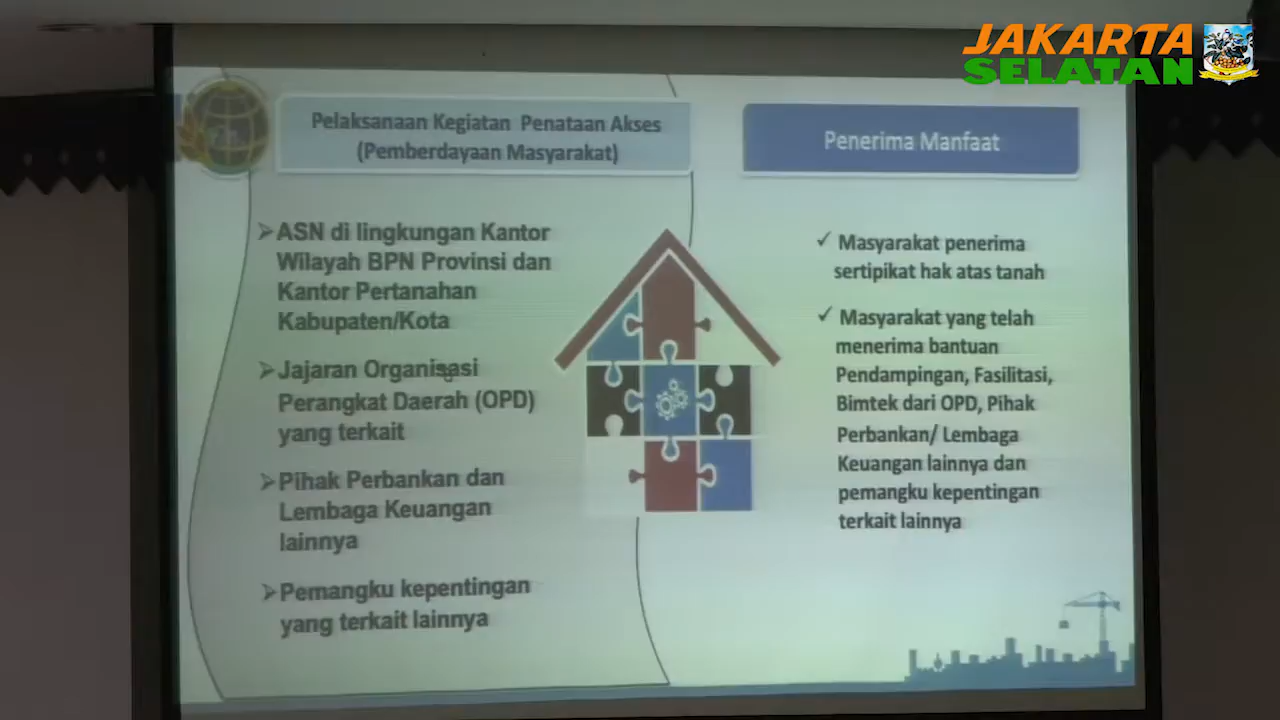 JAKARTA
SELATAN
Pelaksanaan Kegiatan Penataan Akses
(Pemberdayaan Masyarakat)
➢ASN di lingkungan Kantor
Wilayah BPN Provinsi dan
Kantor Pertanahan
Kabupaten/Kota
➢Jajaran Organisasi
Perangkat Daerah (OPD)
yang terkait
➢Pihak Perbankan dan
Lembaga Keuangan
lainnya
➢Pemangku kepentingan
yang terkait lainnya
Penerima Manfaat
✓ Masyarakat penerima
sertipikat hak atas tanah
✓ Masyarakat yang telah
menerima bantuan
Pendampingan, Fasilitasi,
Bimtek dari OPD, Pihak
Perbankan/ Lembaga
Keuangan lainnya dan
pemangku kepentingan
terkait lainnya